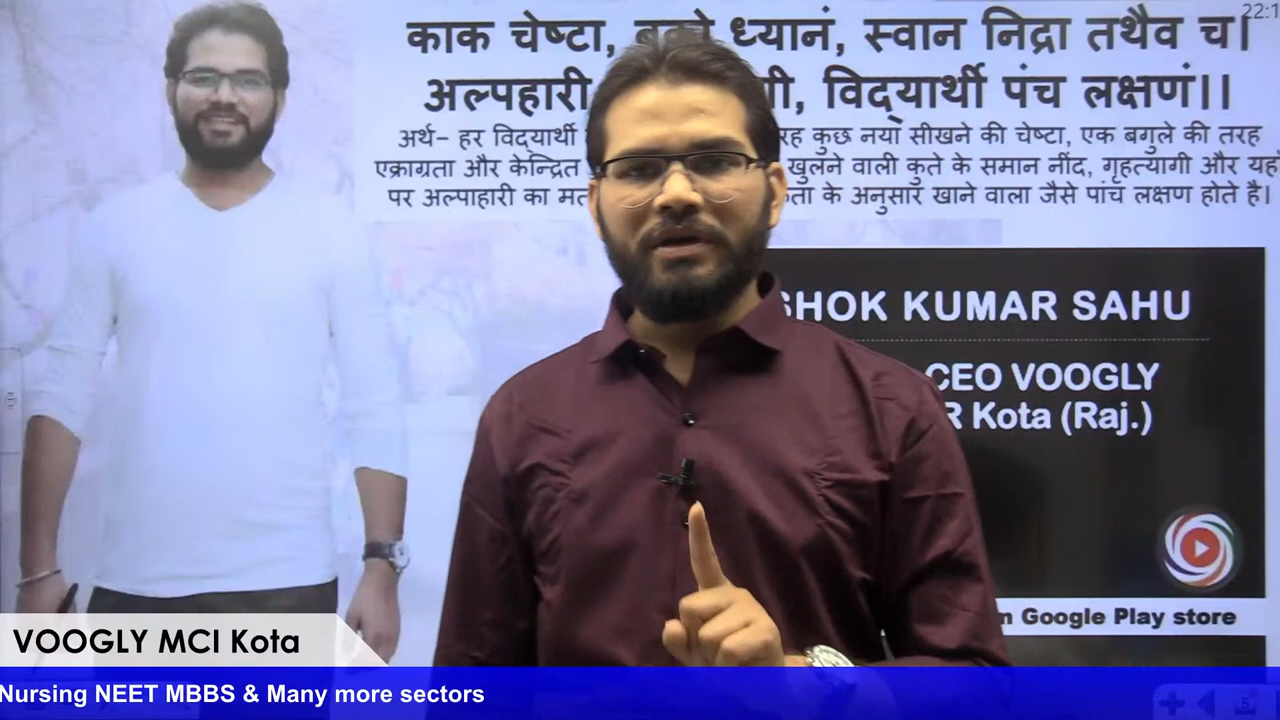 22:1
काक चेष्टा, ध्यानं, स्वान निद्रा तथैव च।
अल्पहारी विद्यार्थी पंच लक्षणं।।
अर्थ– हर विद्यार्थी रह कुछ नया सीखने की चेष्टा, एक बगुले की तरह
एक्राग्रता और केन्द्रित खुलने वाली कुते के समान नींद, गृहत्यागी और यहाँ
पर अल्पाहारी का मत के अनुसार खाने वाला जैसे पांच लक्षण होते है।
SHOK KUMAR SAHU
CEO VOOGLY
R Kota (Raj.)
m Google Play store
VOOGLY MCI Kota
Nursing NEET MBBS & Many more sectors